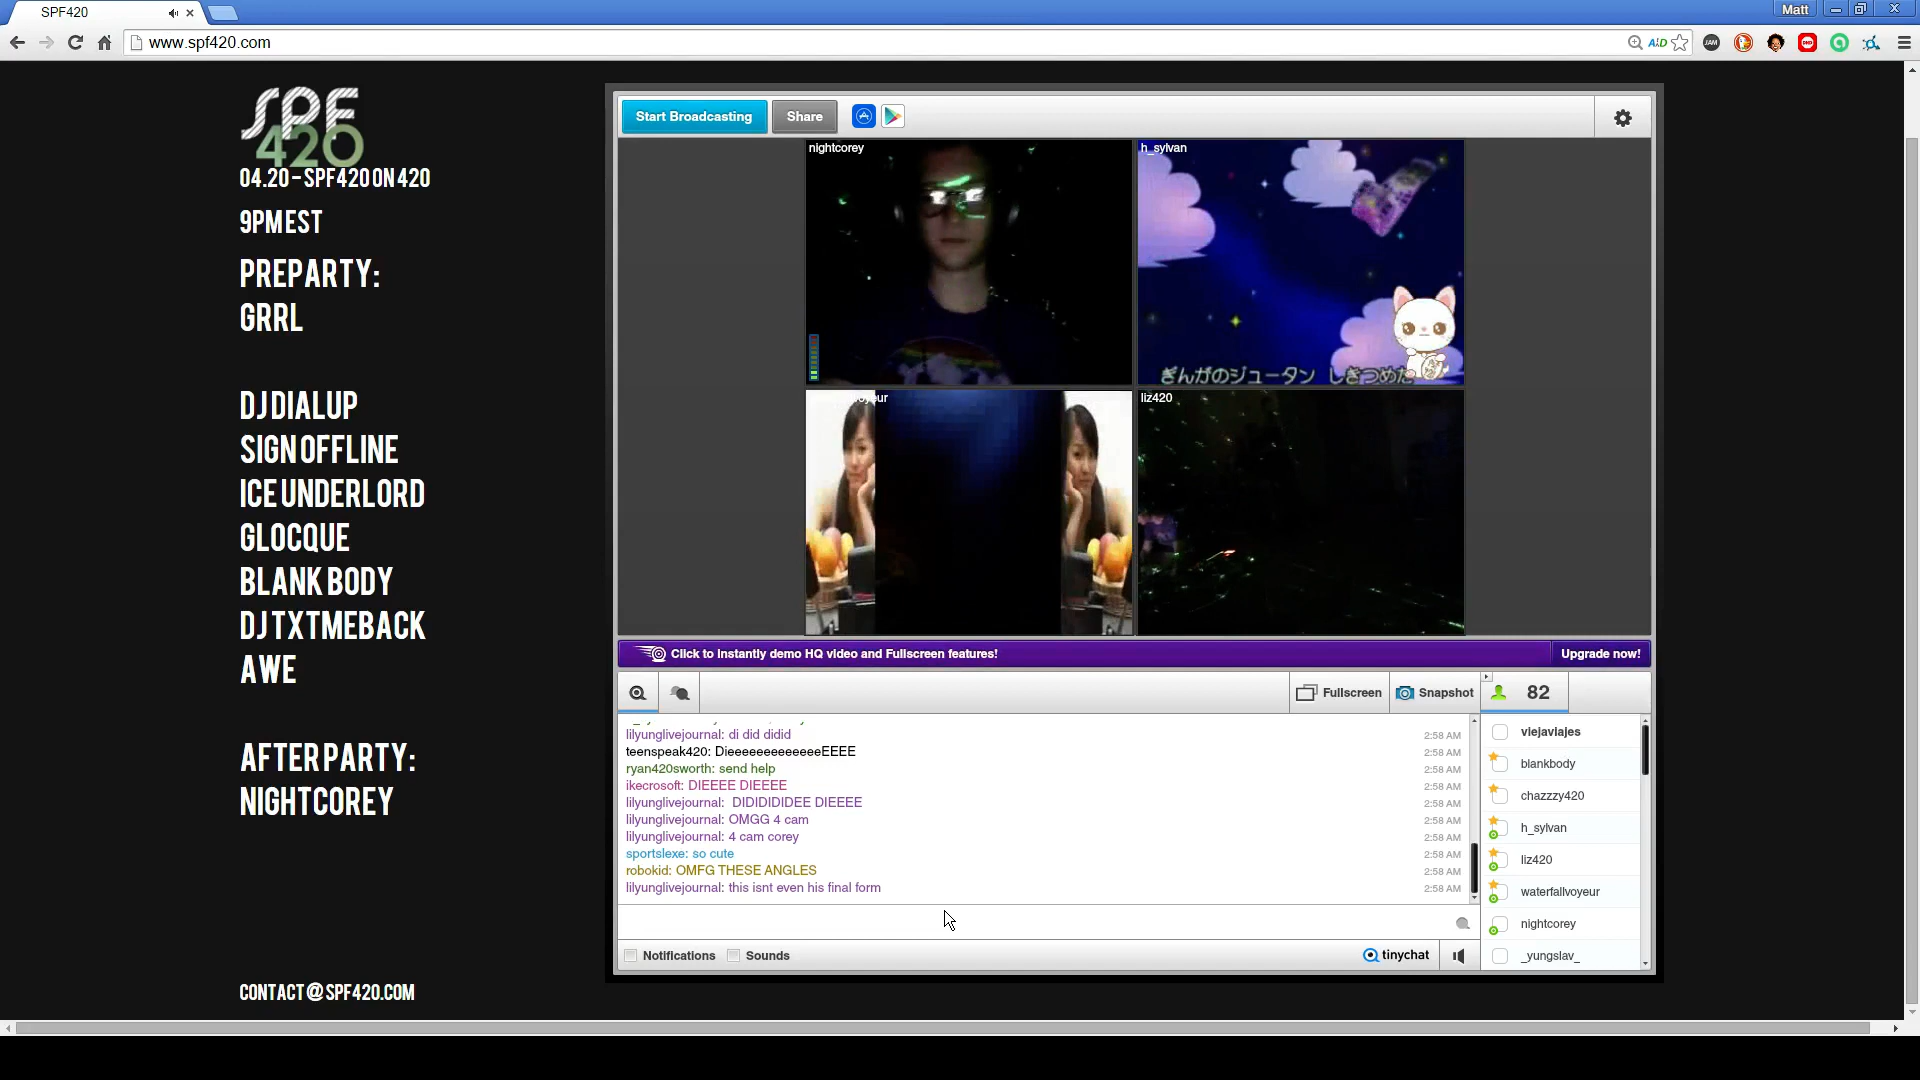 SPF420
Matt
www.spf420.com
SPF
420
04.20 - SPF420 ON 420
9PM EST
PREPARTY:
GRRL
DJ DIALUP
SIGN OFFLINE
ICE UNDERLORD
GLOCQUE
BLANK BODY
DJ TXTMEBACK
AWE
AFTER PARTY:
NIGHTCOREY
CONTACT@SPF420.COM
Start Broadcasting
Share
nightcorey
h_sylvan
ぎんがのジュータン しきつめた
oyeur
liz420
Click to instantly demo HQ video and Fullscreen features!
Upgrade now!
Fullscreen
Snapshot
82
lilyunglivejournal: di did didid 2:58 AM
teenspeak420: DieeeeeeeeeeeeeEEEE 2:58 AM
ryan420sworth: send help 2:58 AM
ikecrosoft: DIEEEE DIEEEE 2:58 AM
lilyunglivejournal: DIDIDIDIDEE DIEEEE 2:58 AM
lilyunglivejournal: OMGG 4 cam 2:58 AM
lilyunglivejournal: 4 cam corey 2:58 AM
sportslexe: so cute 2:58 AM
robokid: OMFG THESE ANGLES 2:58 AM
lilyunglivejournal: this isnt even his final form 2:58 AM
viejaviajes
blankbody
chazzzy420
h_sylvan
liz420
waterfallvoyeur
nightcorey
_yungslav_
Notifications
Sounds
tinychat